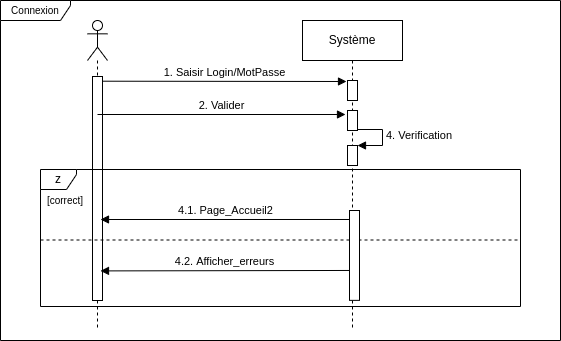 Connexion
Système
1. Saisir Login/MotPasse
2. Valider
4. Verification
z
[correct]
4.1. Page_Accueil2
4.2. Afficher_erreurs